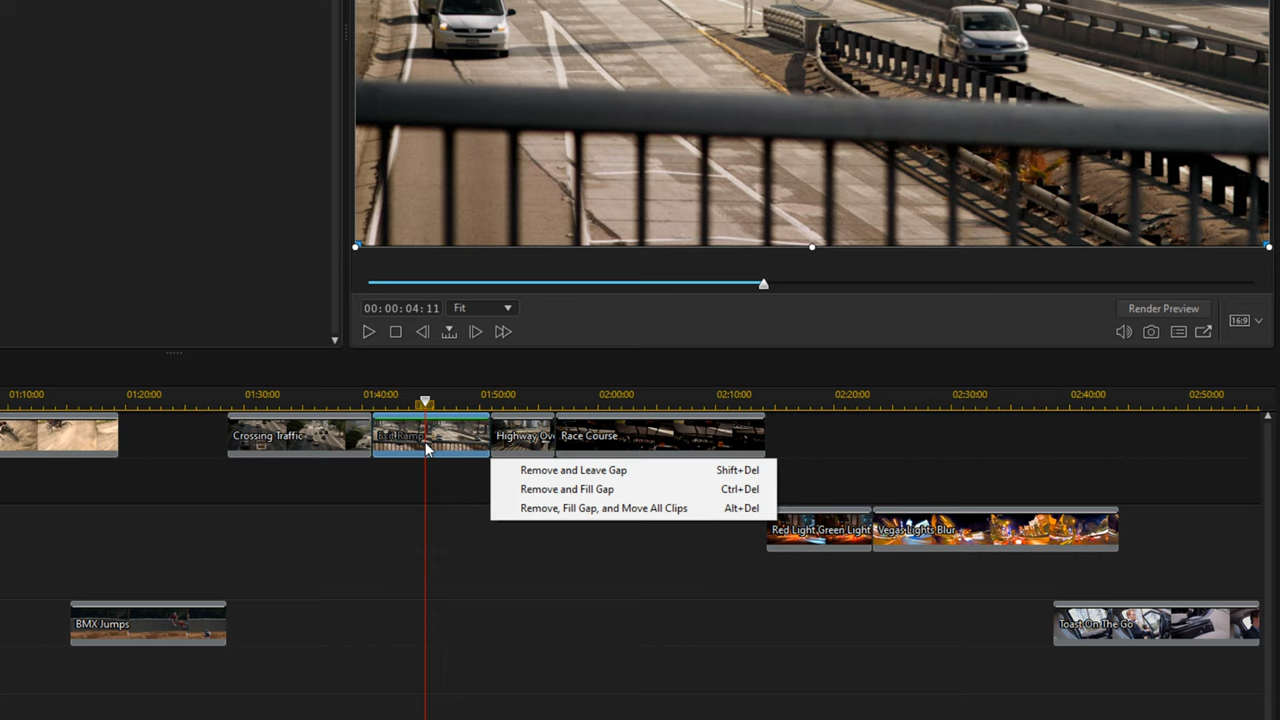 00:00:04:11 Fit Render Preview 16:9
01:10:00 01:20:00 01:30:00 01:40:00 01:50:00 02:00:00 02:10:00 02:20:00 02:30:00 02:40:00 02:50:00
Crossing Traffic Exit Ramp Highway Ov Race Course
Remove and Leave Gap Shift+Del
Remove and Fill Gap Ctrl+Del
Remove, Fill Gap, and Move All Clips Alt+Del
Red Light Green Light Vegas Lights Blur
BMX Jumps Toast On The Go